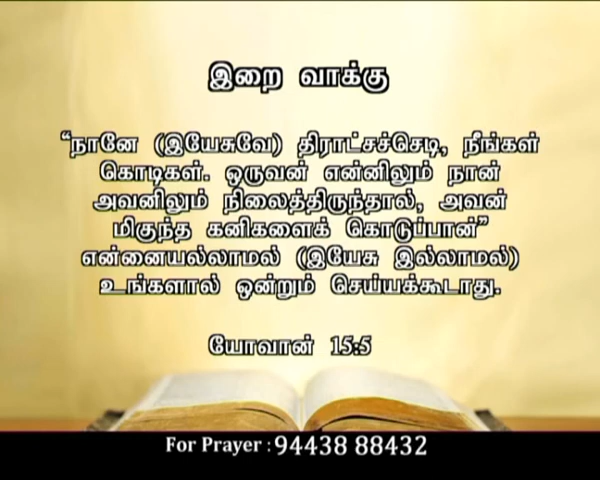 இறை வாக்கு
“நானே (இயேசுவே) திராட்சச்செடி, நீங்கள்
கொடிகள். ஒருவன் என்னிலும் நான்
அவனிலும் நிலைத்திருந்தால், அவன்
மிகுந்த கனிகளைக் கொடுப்பான்”
என்னையல்லாமல் (இயேசு இல்லாமல்)
உங்களால் ஒன்றும் செய்யக்கூடாது.
யோவான் 15:5
For Prayer : 94438 88432